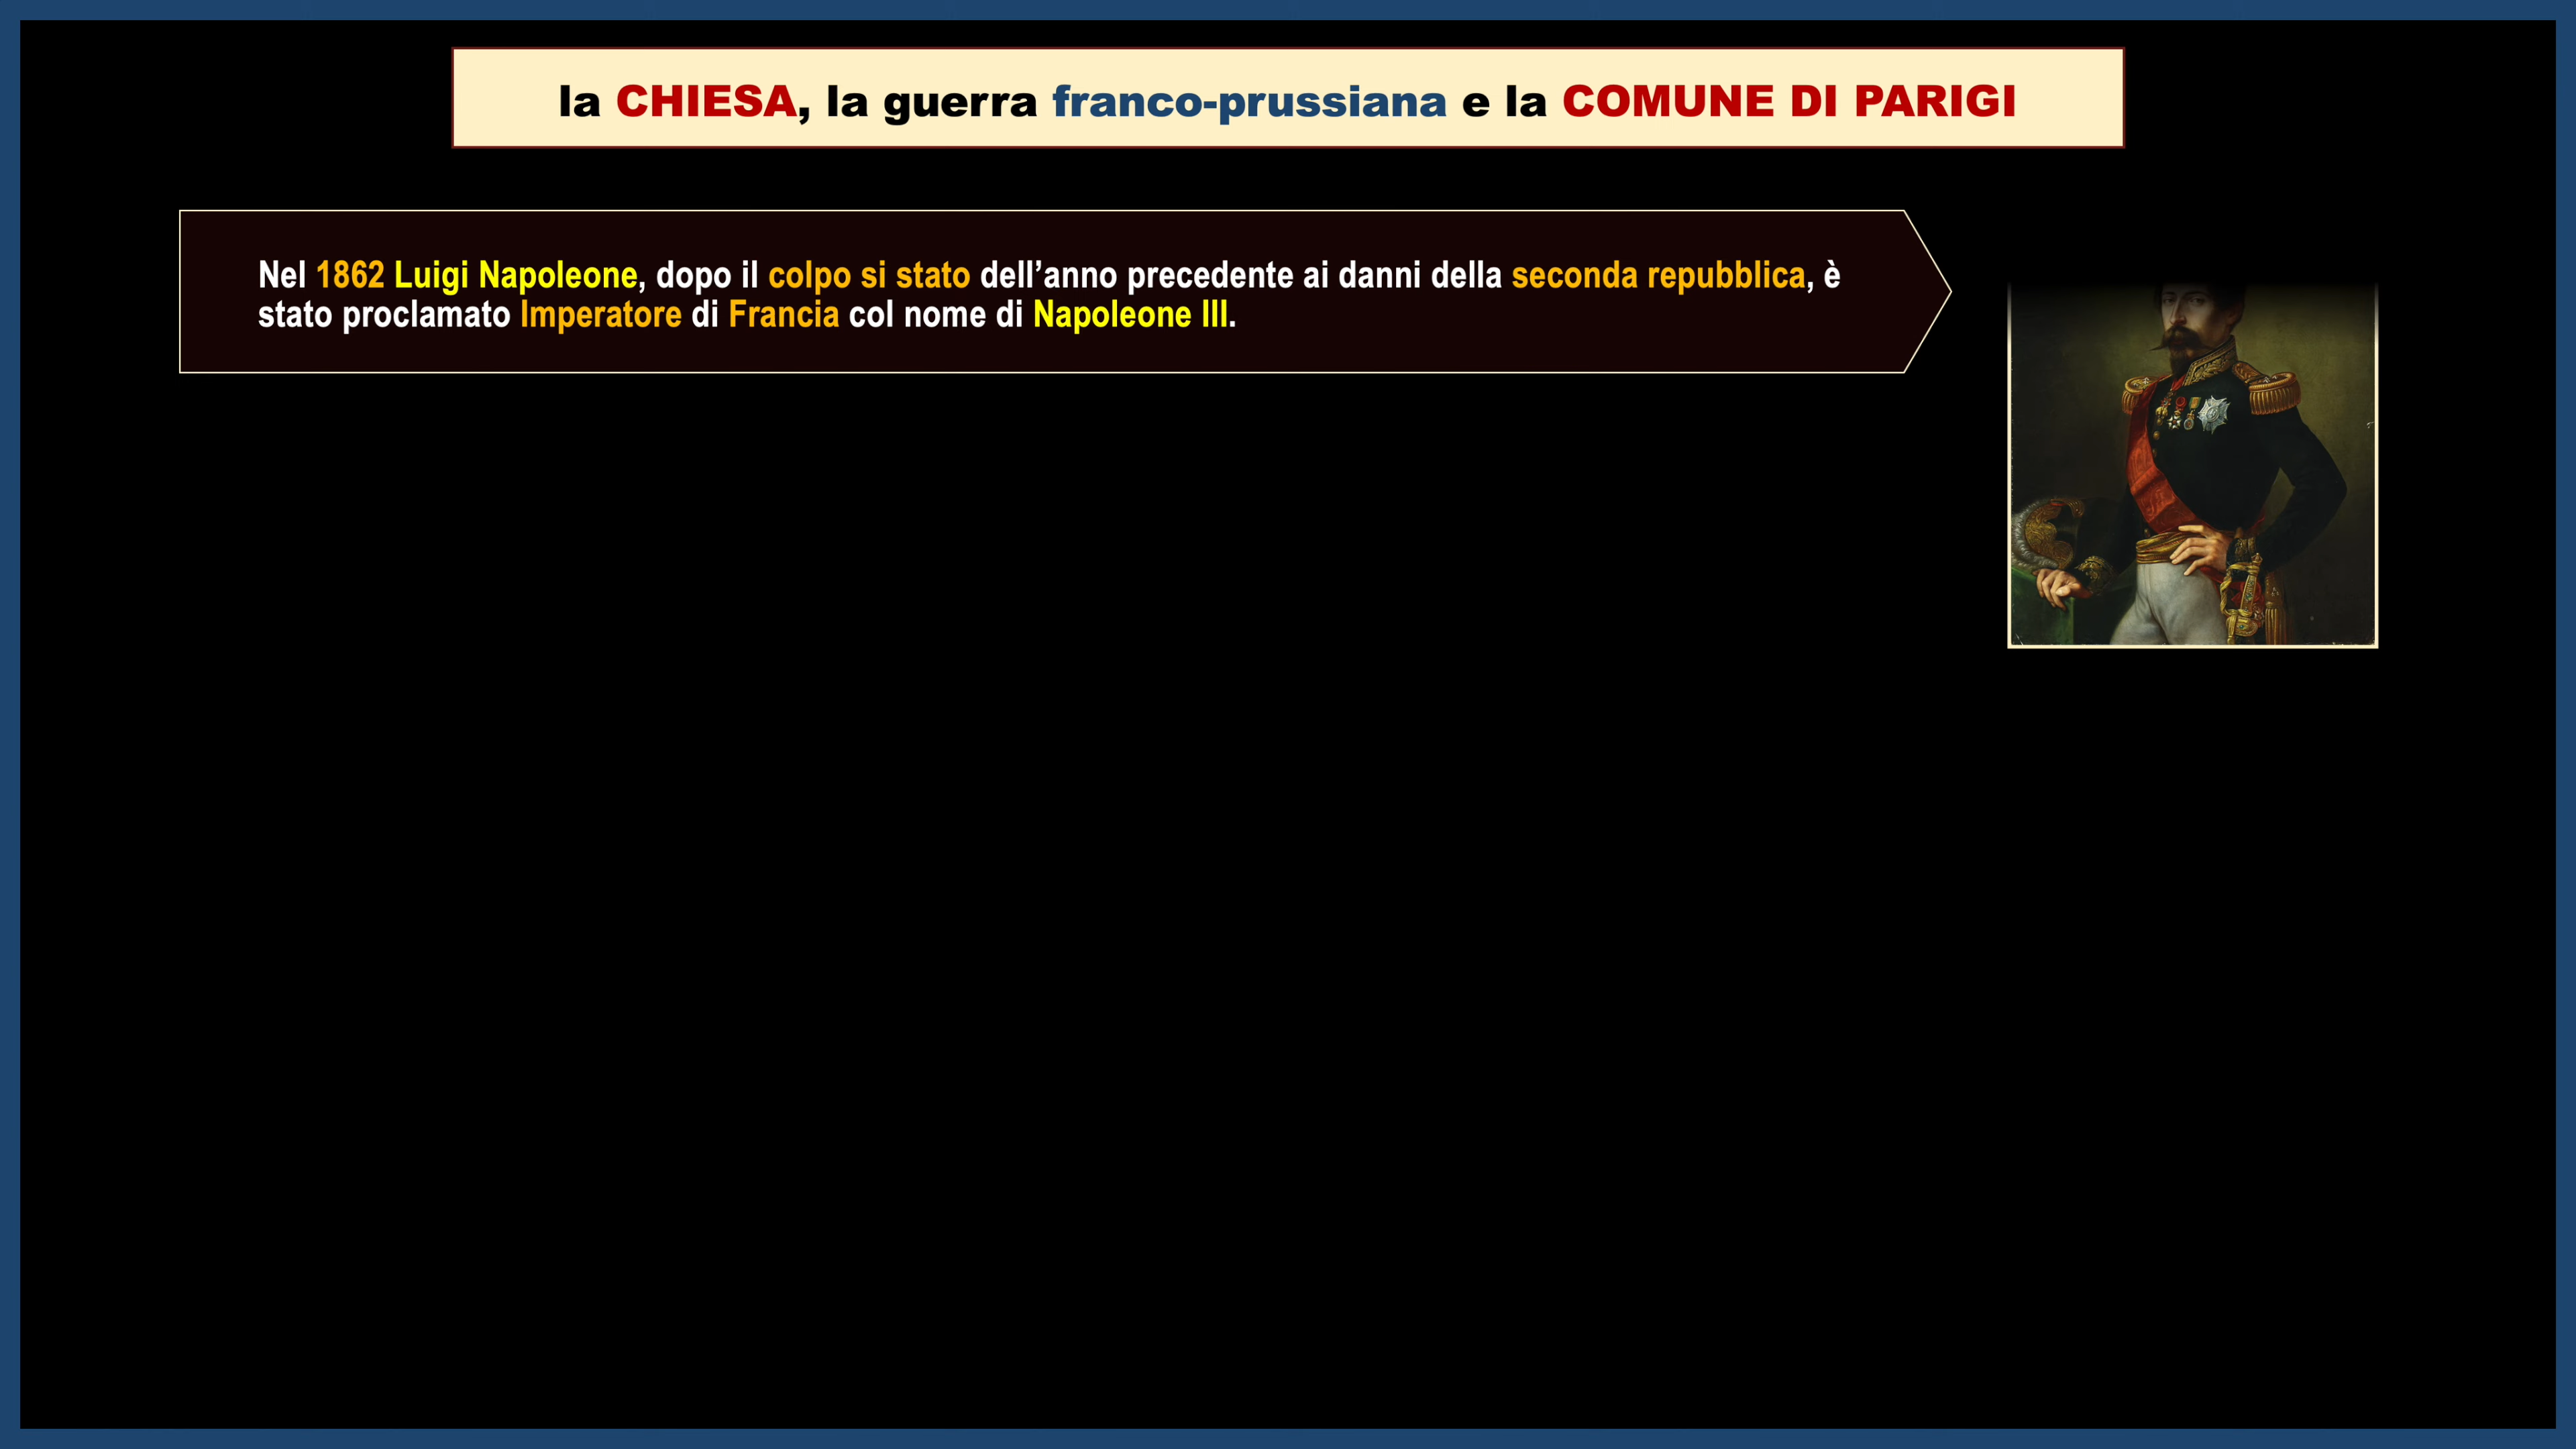 la CHIESA, la guerra franco-prussiana e la COMUNE DI PARIGI
Nel 1862 Luigi Napoleone, dopo il colpo si stato dell’anno precedente ai danni della seconda repubblica, è
stato proclamato Imperatore di Francia col nome di Napoleone III.